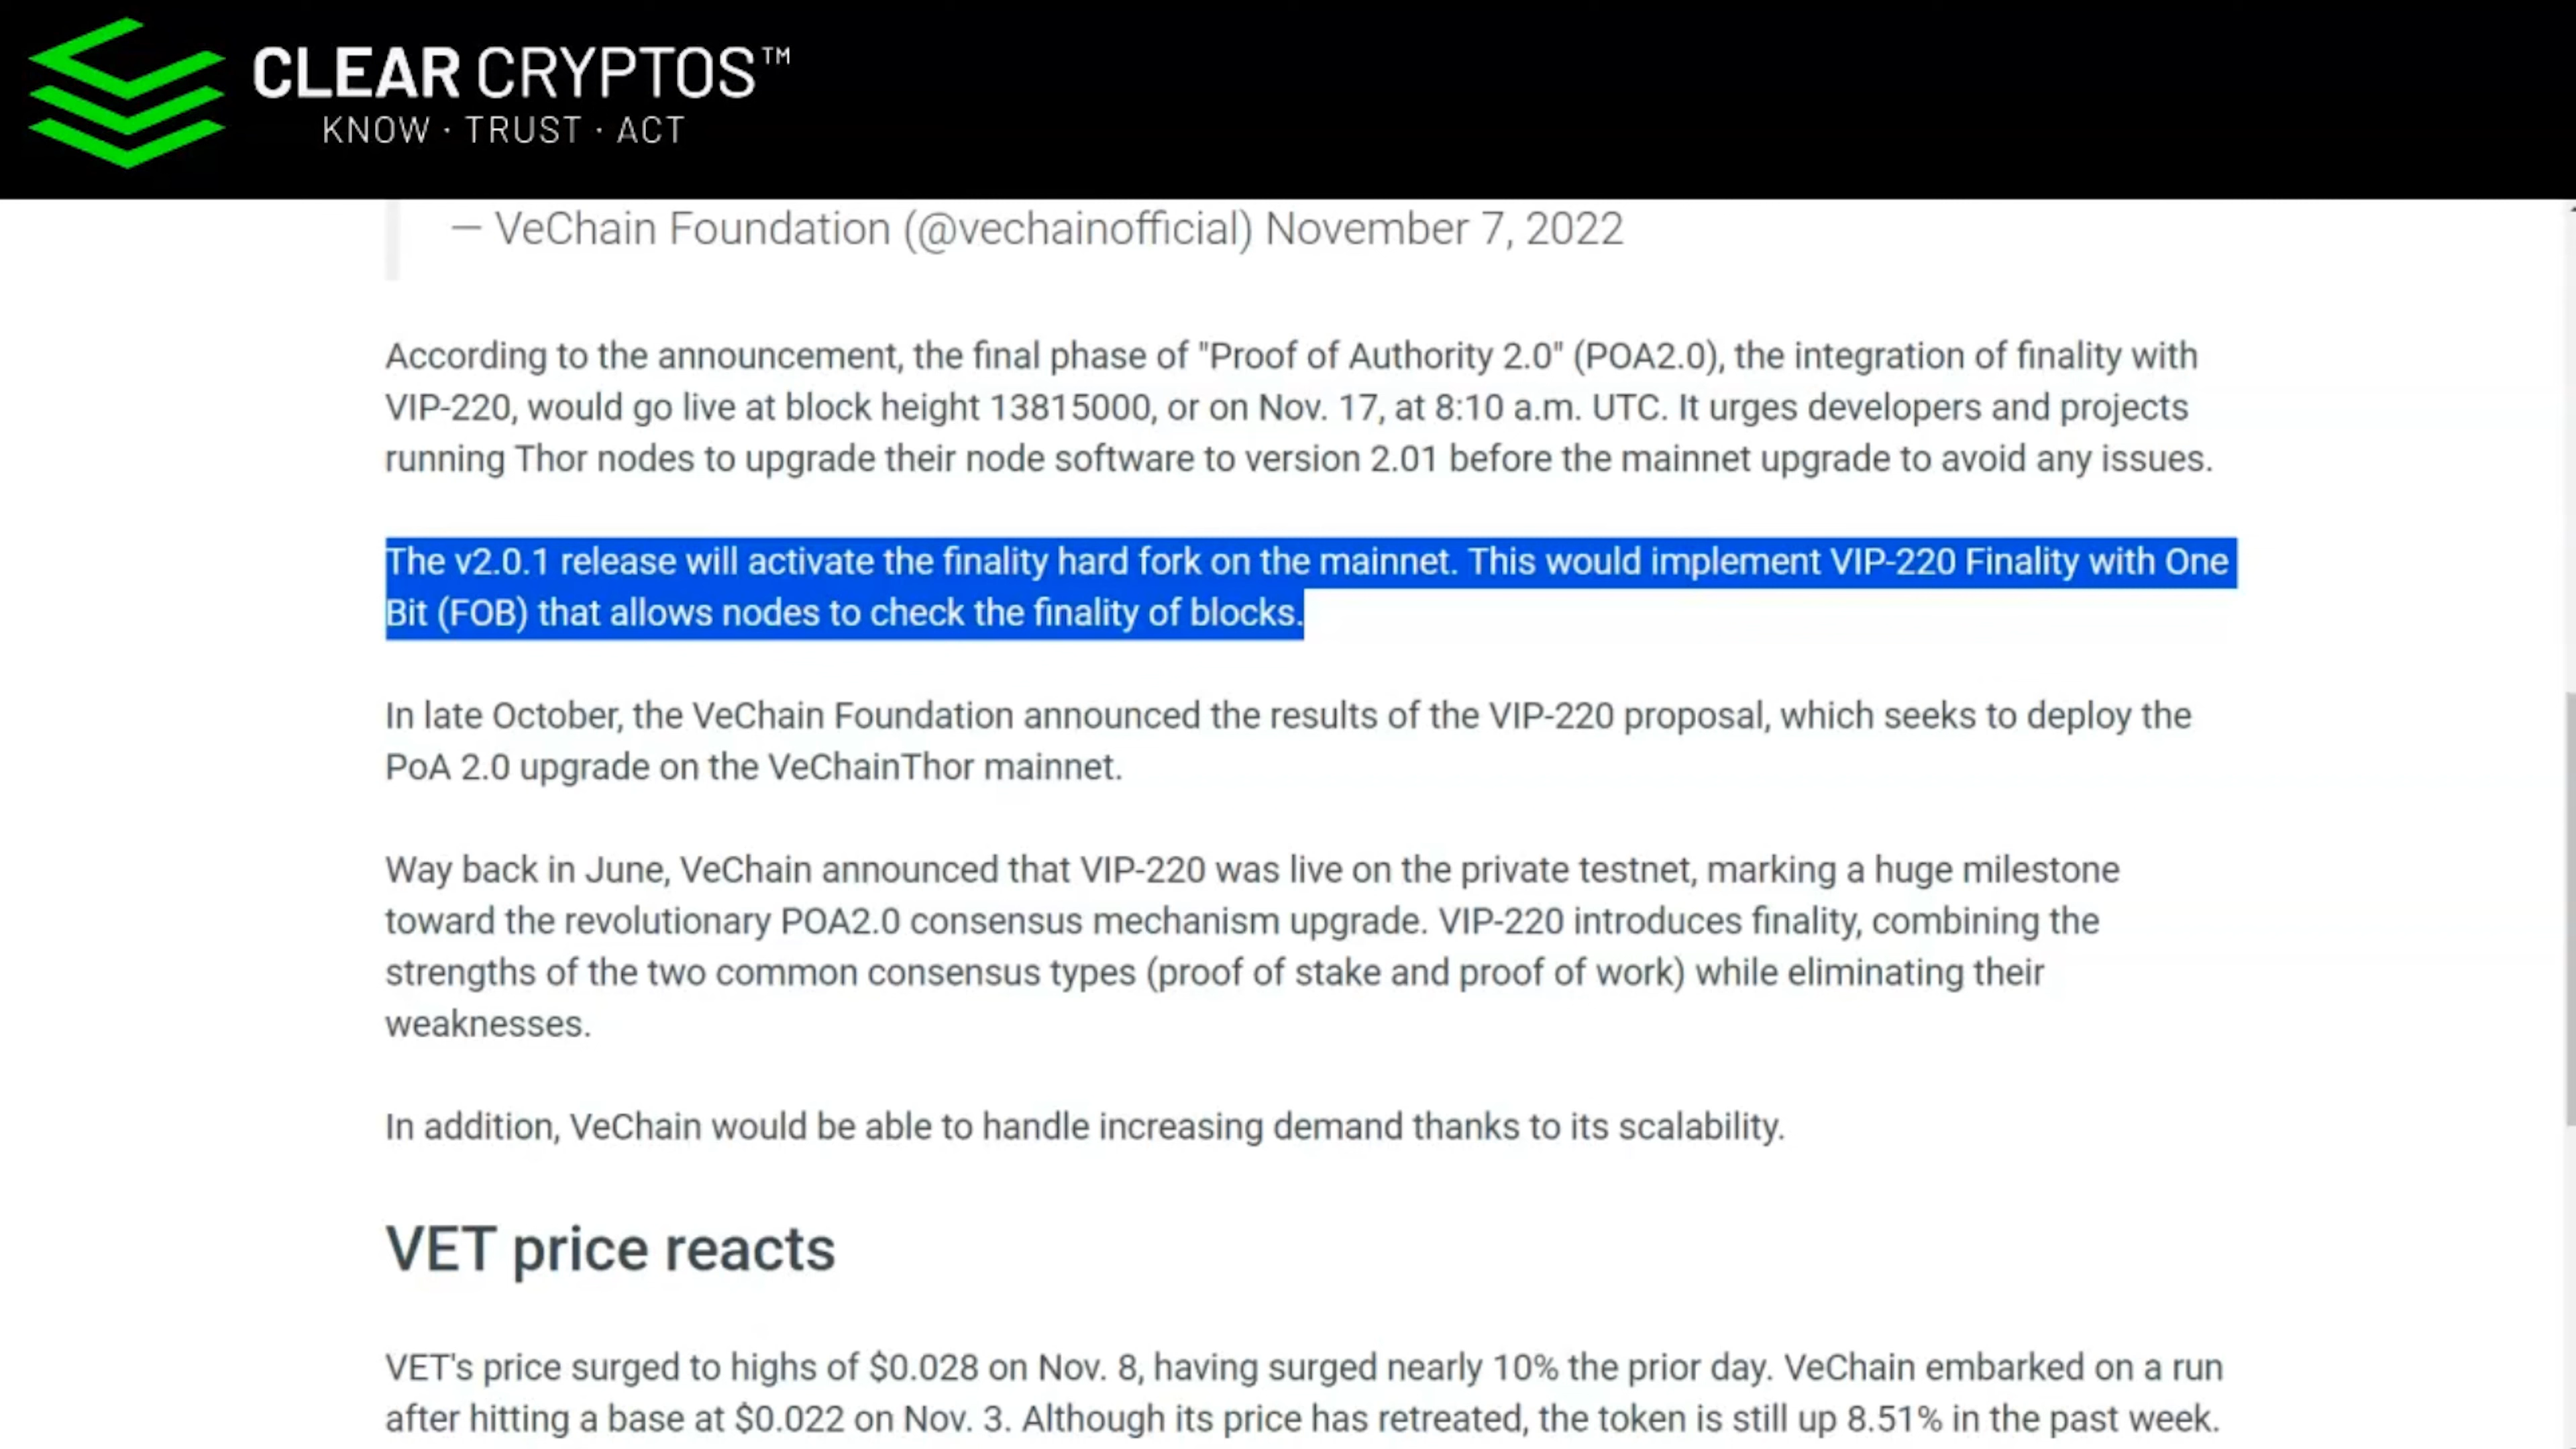 CLEAR CRYPTOS™
KNOW · TRUST · ACT
— VeChain Foundation (@vechainofficial) November 7, 2022
According to the announcement, the final phase of "Proof of Authority 2.0" (POA2.0), the integration of finality with
VIP-220, would go live at block height 13815000, or on Nov. 17, at 8:10 a.m. UTC. It urges developers and projects
running Thor nodes to upgrade their node software to version 2.01 before the mainnet upgrade to avoid any issues.
The v2.0.1 release will activate the finality hard fork on the mainnet. This would implement VIP-220 Finality with One
Bit (FOB) that allows nodes to check the finality of blocks.
In late October, the VeChain Foundation announced the results of the VIP-220 proposal, which seeks to deploy the
PoA 2.0 upgrade on the VeChainThor mainnet.
Way back in June, VeChain announced that VIP-220 was live on the private testnet, marking a huge milestone
toward the revolutionary POA2.0 consensus mechanism upgrade. VIP-220 introduces finality, combining the
strengths of the two common consensus types (proof of stake and proof of work) while eliminating their
weaknesses.
In addition, VeChain would be able to handle increasing demand thanks to its scalability.
VET price reacts
VET's price surged to highs of $0.028 on Nov. 8, having surged nearly 10% the prior day. VeChain embarked on a run
after hitting a base at $0.022 on Nov. 3. Although its price has retreated, the token is still up 8.51% in the past week.